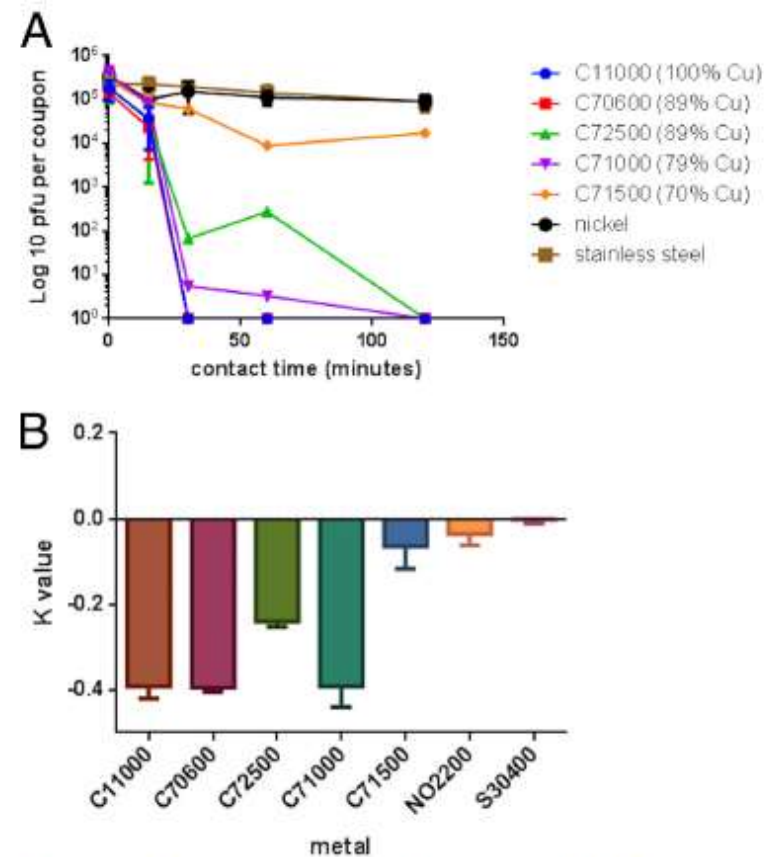 A
Log 10 pfu per coupon
10⁶
10⁵
10⁴
10³
10²
10¹
10⁰
0 50 100 150
contact time (minutes)
C11000 (100% Cu)
C70600 (89% Cu)
C72500 (89% Cu)
C71000 (79% Cu)
C71500 (70% Cu)
nickel
stainless steel
B
K value
0.2
0.0
-0.2
-0.4
C11000 C70600 C72500 C71000 C71500 NO2200 S30400
metal